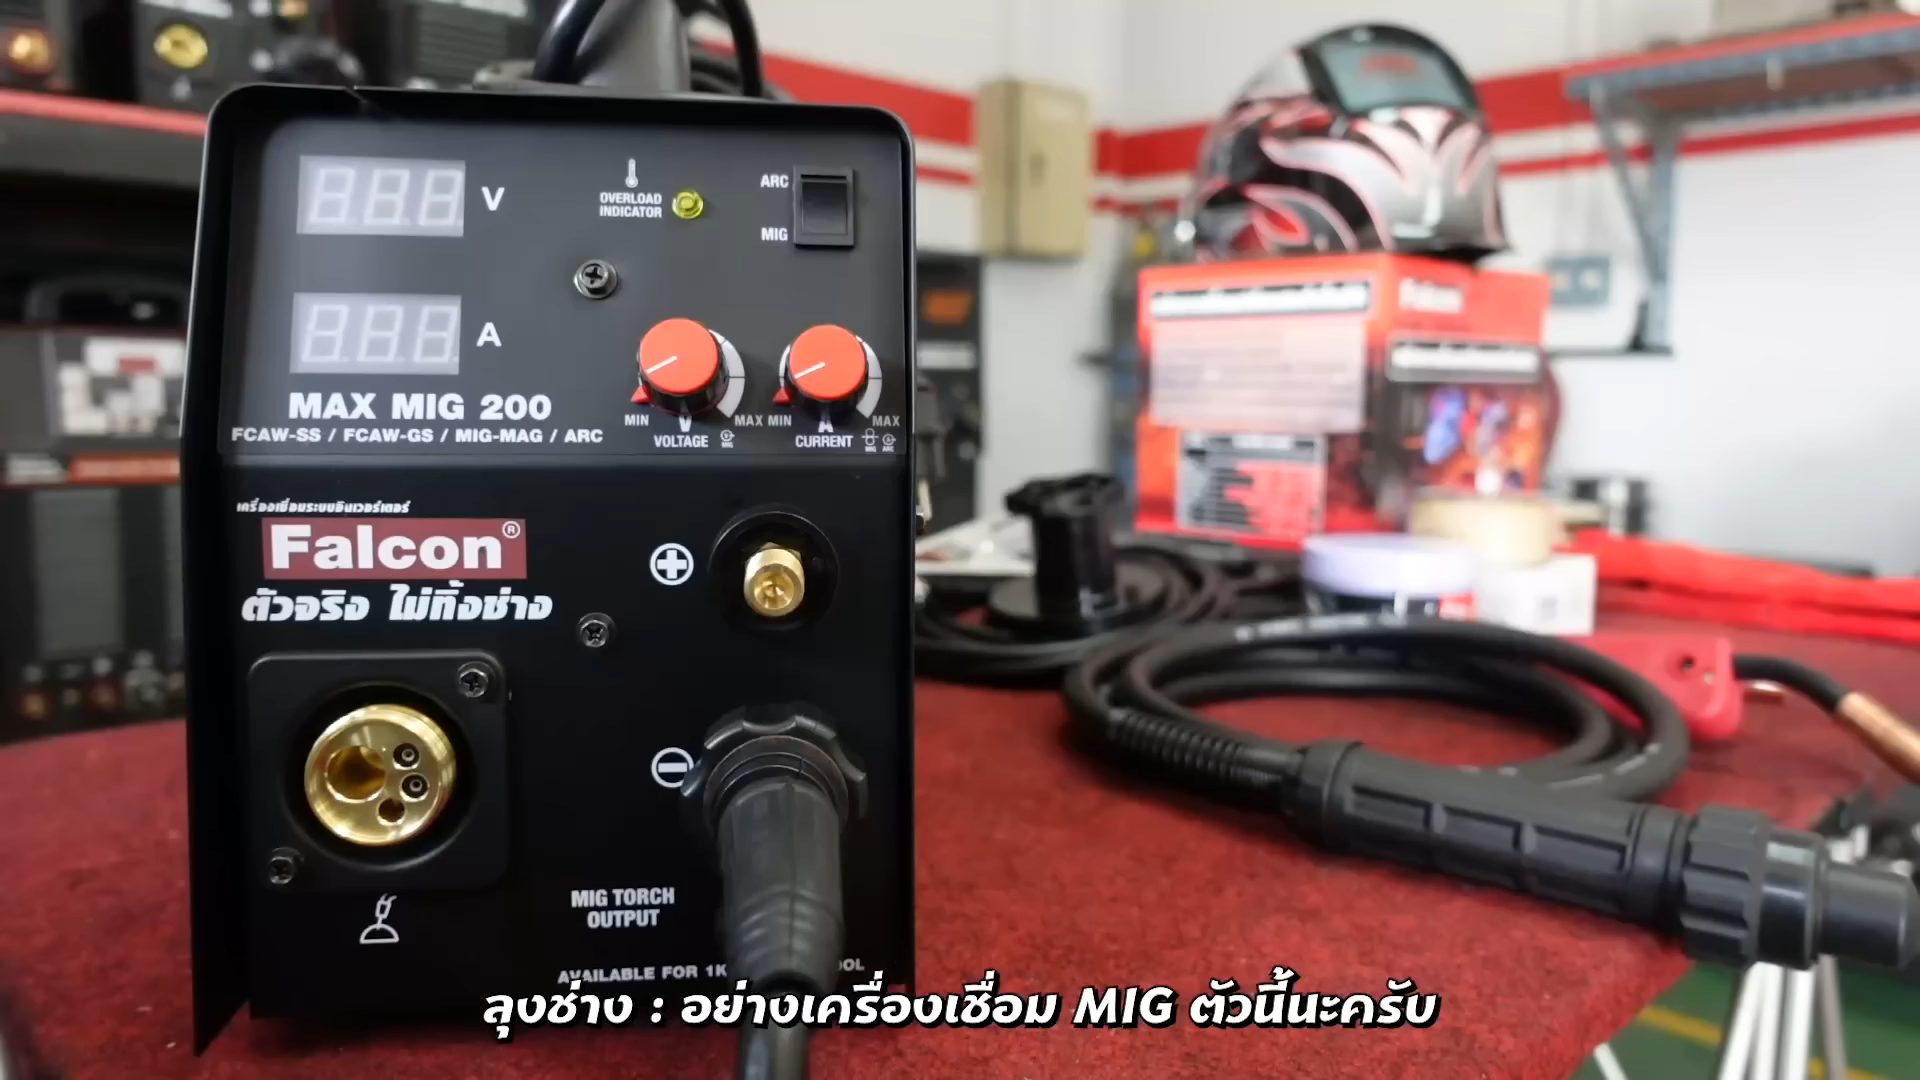 V
OVERLOAD
INDICATOR
ARC
MIG
A
MAX MIG 200
FCAW-SS / FCAW-GS / MIG-MAG / ARC
MIN MAX
V
VOLTAGE
MIG
MIN MAX
A
CURRENT
MIG ARC
เครื่องเชื่อมระบบอินเวอร์เตอร์
Falcon®
ตัวจริง ไม่ทิ้งช่าง
MIG TORCH
OUTPUT
AVAILABLE FOR 1K
Falcon
ลุงช่าง : อย่างเครื่องเชื่อม MIG ตัวนี้นะครับ